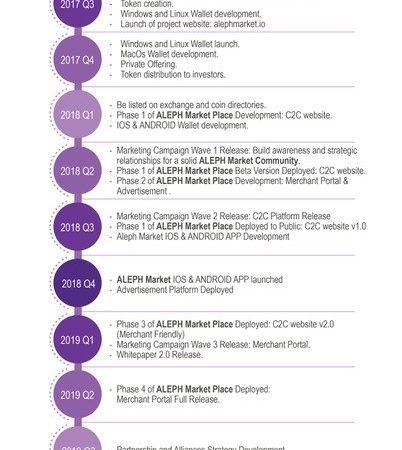 2017 Q3
- Token creation.
- Windows and Linux Wallet development.
- Launch of project website: alephmarket.io
2017 Q4
- Windows and Linux Wallet launch.
- MacOs Wallet development.
- Private Offering.
- Token distribution to investors.
2018 Q1
- Be listed on exchange and coin directories.
- Phase 1 of ALEPH Market Place Development: C2C website.
- IOS & ANDROID Wallet development.
2018 Q2
- Marketing Campaign Wave 1 Release: Build awareness and strategic
relationships for a solid ALEPH Market Community.
- Phase 1 of ALEPH Market Place Beta Version Deployed: C2C website.
- Phase 2 of ALEPH Market Place Development: Merchant Portal &
Advertisement .
2018 Q3
- Marketing Campaign Wave 2 Release: C2C Platform Release
- Phase 1 of ALEPH Market Place Deployed to Public: C2C website v1.0
- Aleph Market IOS & ANDROID APP Development
2018 Q4
- ALEPH Market IOS & ANDROID APP launched
- Advertisement Platform Deployed
2019 Q1
- Phase 3 of ALEPH Market Place Deployed: C2C website v2.0
(Merchant Friendly)
- Marketing Campaign Wave 3 Release: Merchant Portal.
- Whitepaper 2.0 Release.
2019 Q2
- Phase 4 of ALEPH Market Place Deployed:
Merchant Portal Full Release.
2019 Q3
- Partnership and Alliances Strategy Development